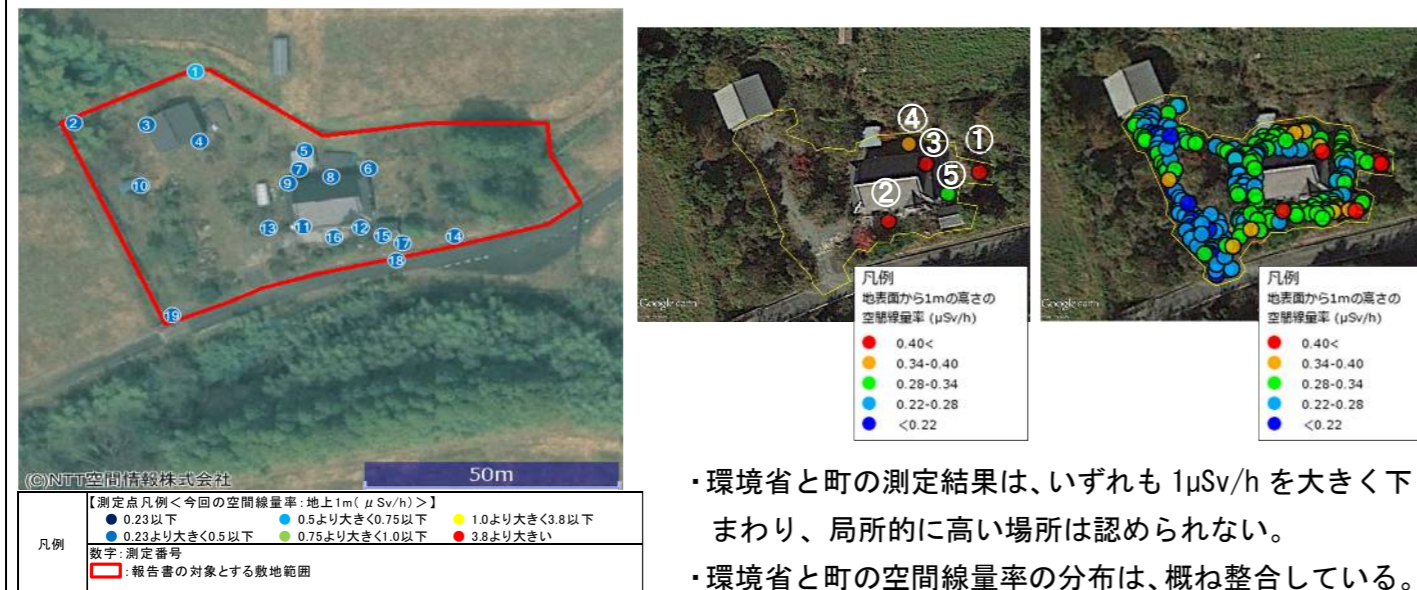 1
2
3
4
5
6
7
8
9
10
11
12
13
14
15
16
17
18
19
(C)NTT空間情報株式会社
50m
凡例
【測定点凡例<今回の空間線量率:地上1m( μSv/h)>】
0.23以下 0.5より大きく0.75以下 1.0より大きく3.8以下
0.23より大きく0.5以下 0.75より大きく1.0以下 3.8より大きい
数字:測定番号
:報告書の対象とする敷地範囲
④
①
③
⑤
②
Google earth
凡例
地表面から1mの高さの
空間線量率 (μSv/h)
0.40<
0.34-0.40
0.28-0.34
0.22-0.28
<0.22
Google earth
凡例
地表面から1mの高さの
空間線量率 (μSv/h)
0.40<
0.34-0.40
0.28-0.34
0.22-0.28
<0.22
・環境省と町の測定結果は、いずれも 1μSv/h を大きく下
まわり、局所的に高い場所は認められない。
・環境省と町の空間線量率の分布は、概ね整合している。